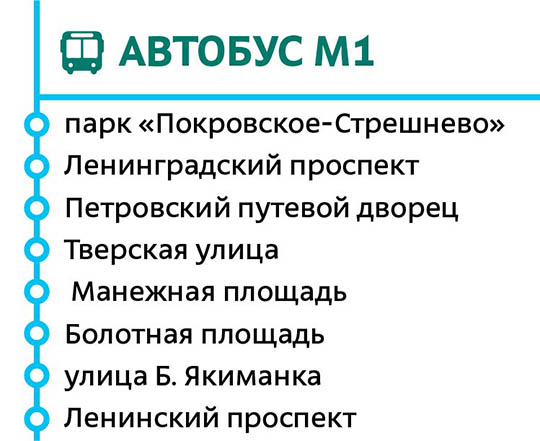 АВТОБУС М1
парк «Покровское-Стрешнево»
Ленинградский проспект
Петровский путевой дворец
Тверская улица
Манежная площадь
Болотная площадь
улица Б. Якиманка
Ленинский проспект